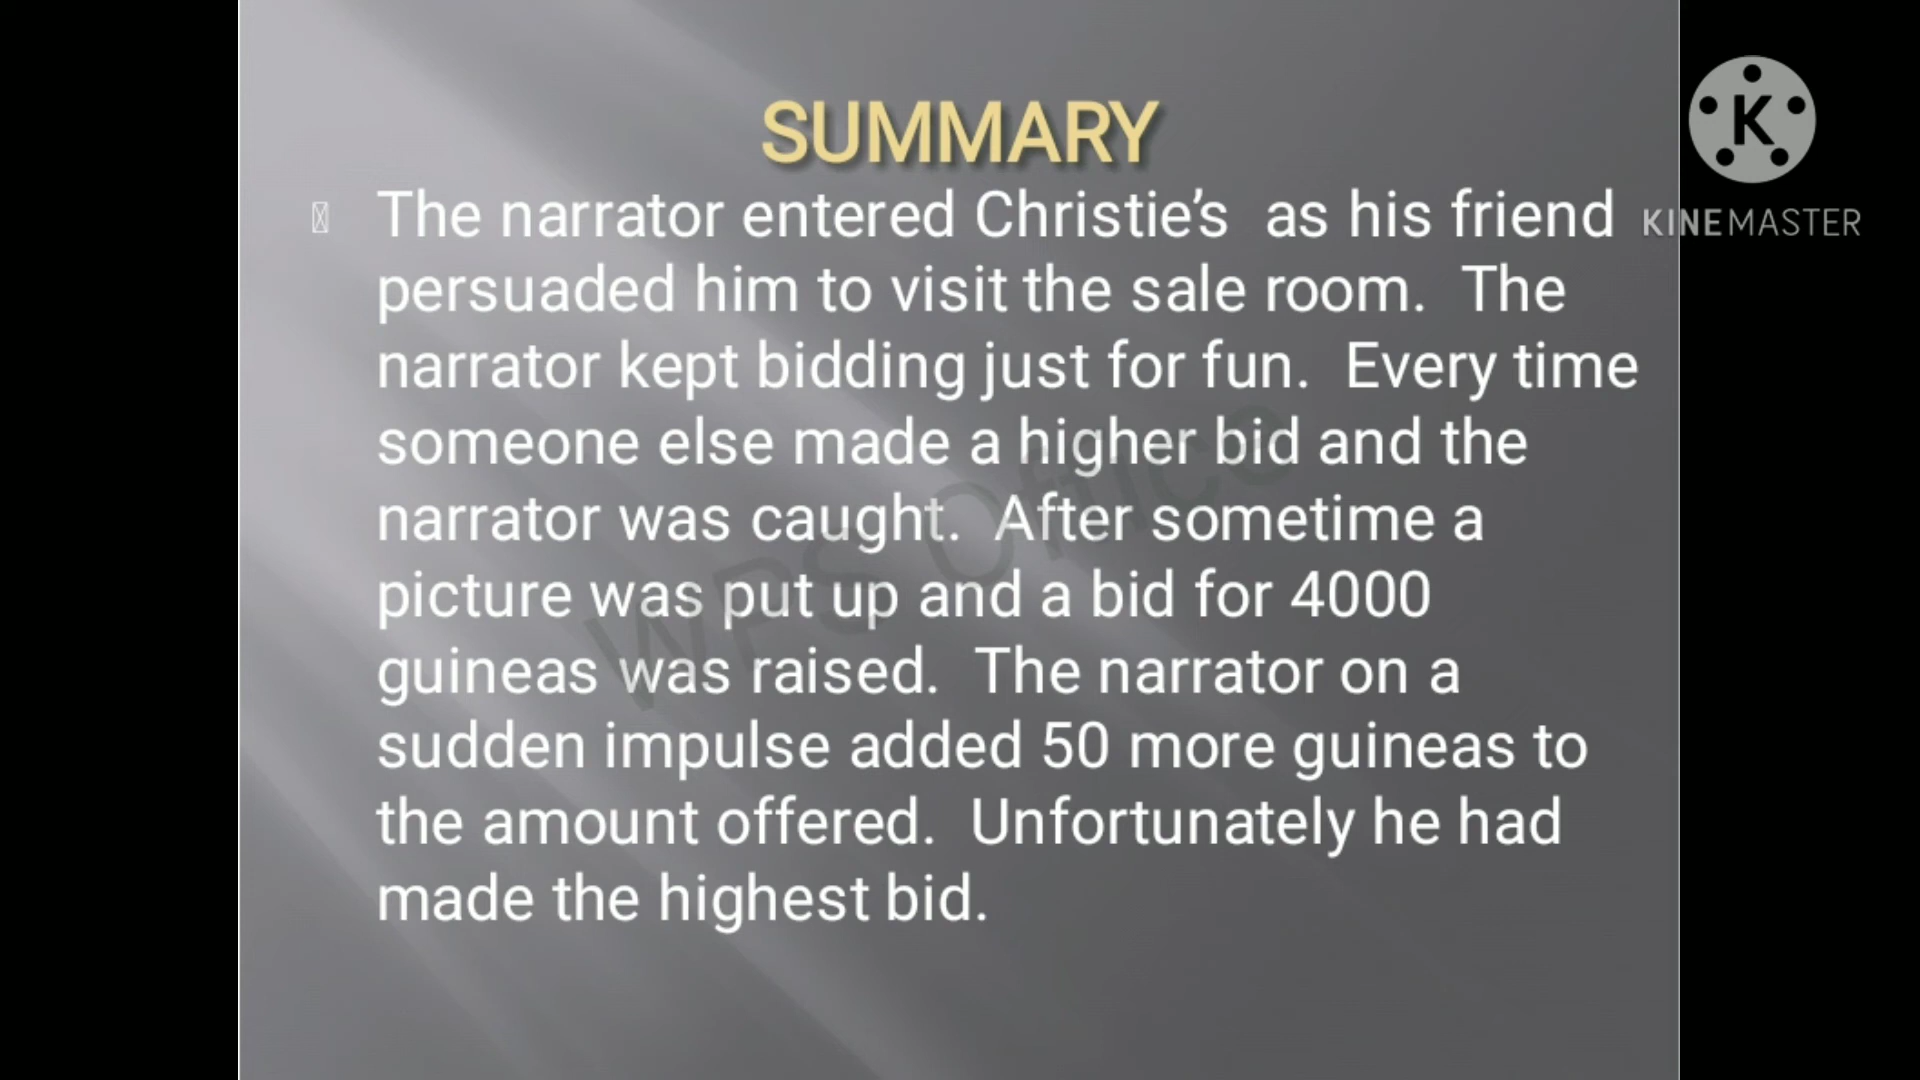 SUMMARY
The narrator entered Christie’s as his friend
persuaded him to visit the sale room. The
narrator kept bidding just for fun. Every time
someone else made a higher bid and the
narrator was caught. After sometime a
picture was put up and a bid for 4000
guineas was raised. The narrator on a
sudden impulse added 50 more guineas to
the amount offered. Unfortunately he had
made the highest bid.
WPS Office
K
KINEMASTER